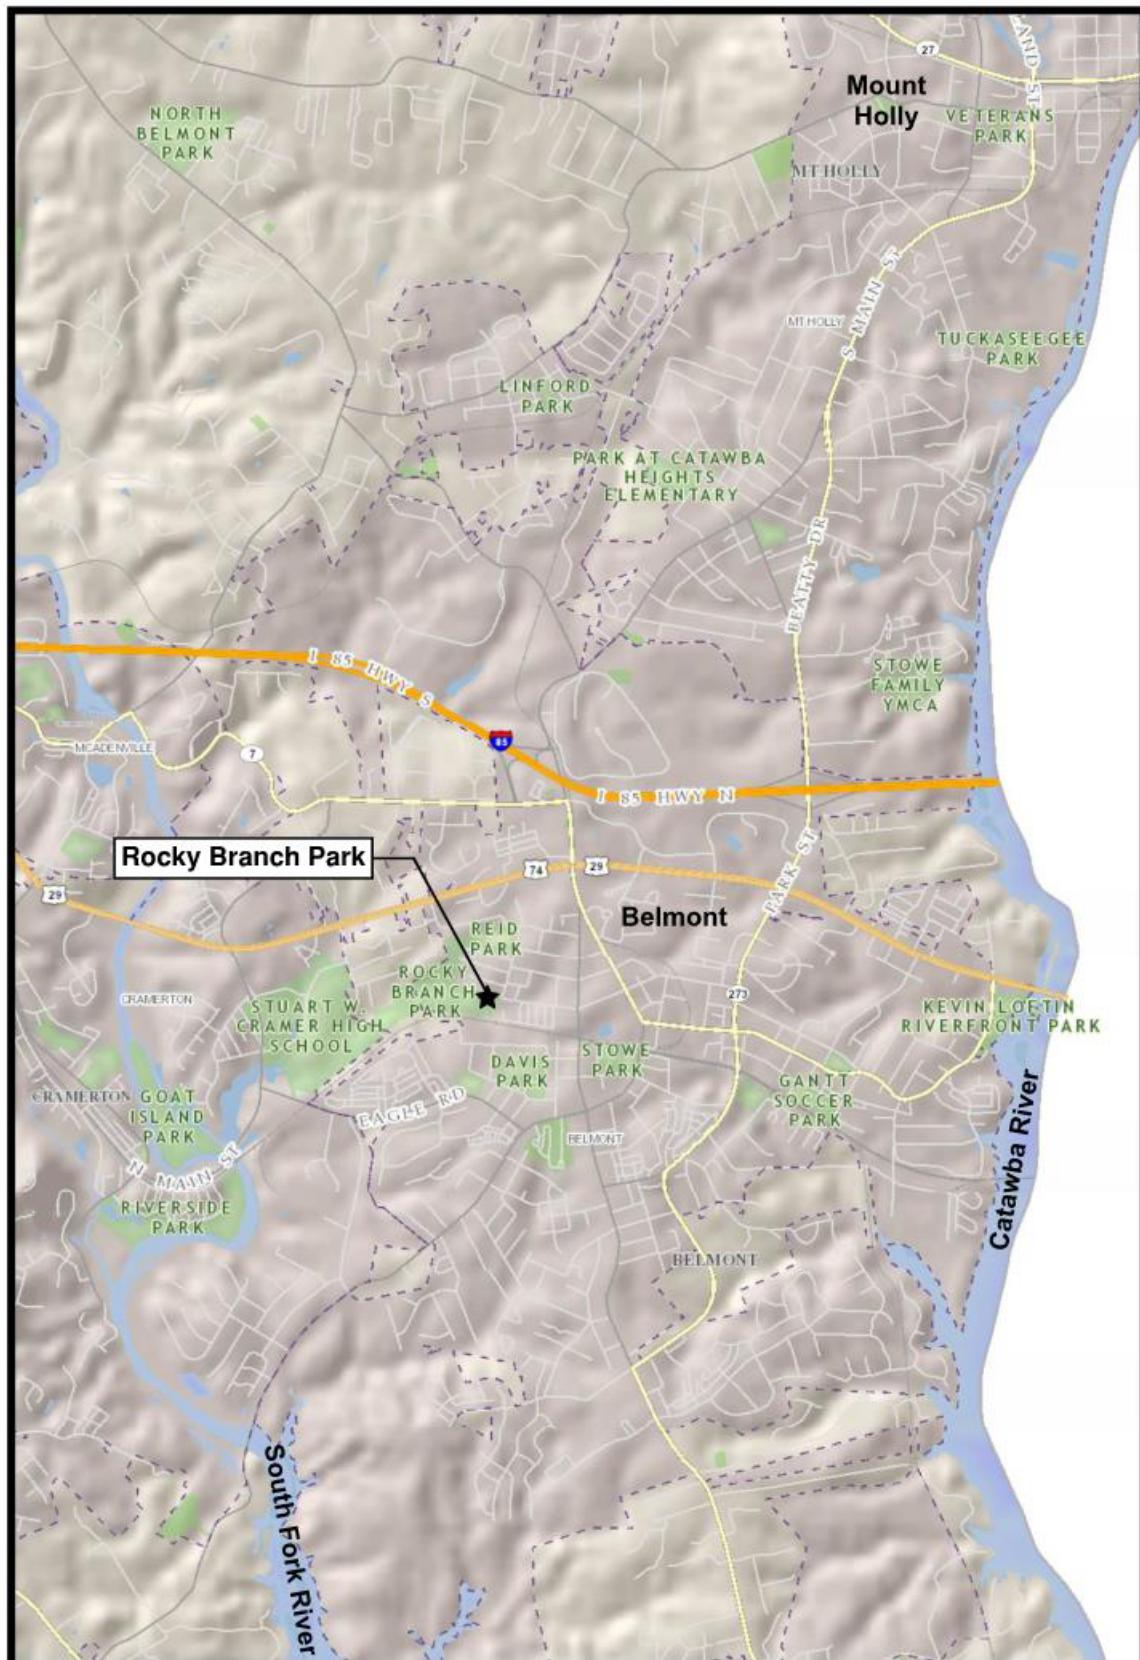 LAND ST
27
Mount
Holly
NORTH
BELMONT
PARK
VETERANS
PARK
MT HOLLY
S MAIN ST
MT HOLLY
TUCKASEEGEE
PARK
LINFORD
PARK
PARK AT CATAWBA
HEIGHTS
ELEMENTARY
BEATTY DR
I 85 HWY S
STOWE
FAMILY
YMCA
85
MCADENVILLE
7
I 85 HWY N
PARK ST
Rocky Branch Park
74
29
29
Belmont
REID
PARK
ROCKY
BRANCH
PARK
273
CRAMERTON
STUART W.
CRAMER HIGH
SCHOOL
KEVIN LOFTIN
RIVERFRONT PARK
DAVIS
PARK
STOWE
PARK
GANTT
SOCCER
PARK
CRAMERTON
GOAT
ISLAND
PARK
EAGLE RD
BELMONT
Catawba River
N MAIN ST
RIVERSIDE
PARK
BELMONT
South Fork River